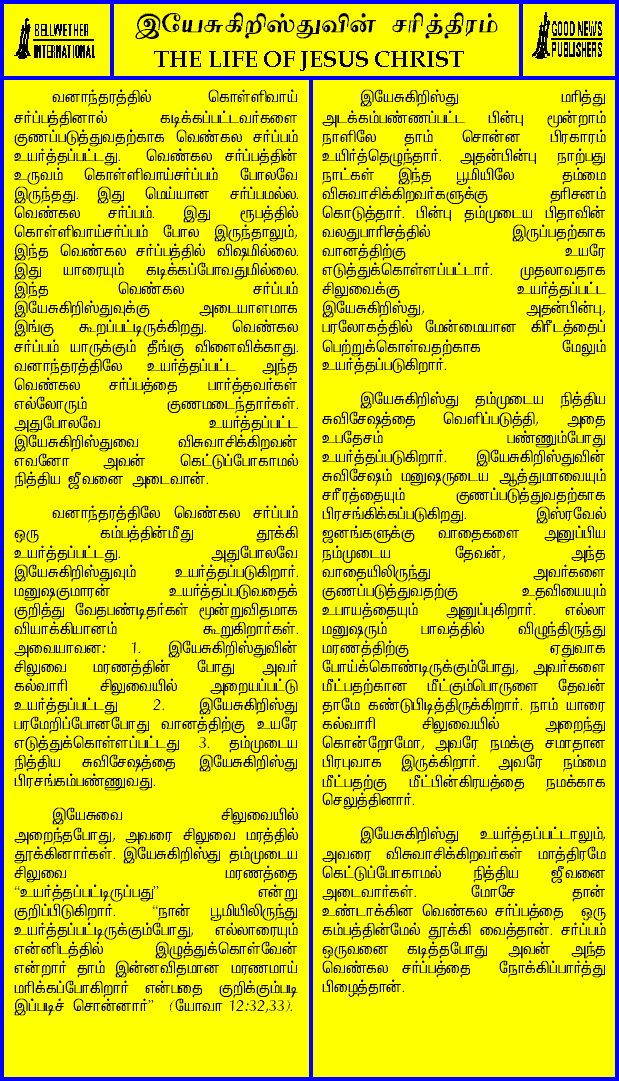 BELLWETHER
INTERNATIONAL
இயேசுகிறிஸ்துவின் சரித்திரம்
THE LIFE OF JESUS CHRIST
GOOD NEWS
PUBLISHERS
வனாந்தரத்தில் கொள்ளிவாய்
சர்ப்பத்தினால் கடிக்கப்பட்டவர்களை
குணப்படுத்துவதற்காக வெண்கல சர்ப்பம்
உயர்த்தப்பட்டது. வெண்கல சர்ப்பத்தின்
உருவம் கொள்ளிவாய்சர்ப்பம் போலவே
இருந்தது. இது மெய்யான சர்ப்பமல்ல.
வெண்கல சர்ப்பம். இது ரூபத்தில்
கொள்ளிவாய்சர்ப்பம் போல இருந்தாலும்,
இந்த வெண்கல சர்ப்பத்தில் விஷமில்லை.
இது யாரையும் கடிக்கப்போவதுமில்லை.
இந்த வெண்கல சர்ப்பம்
இயேசுகிறிஸ்துவுக்கு அடையாளமாக
இங்கு கூறப்பட்டிருக்கிறது. வெண்கல
சர்ப்பம் யாருக்கும் தீங்கு விளைவிக்காது.
வனாந்தரத்திலே உயர்த்தப்பட்ட அந்த
வெண்கல சர்ப்பத்தை பார்த்தவர்கள்
எல்லோரும் குணமடைந்தார்கள்.
அதுபோலவே உயர்த்தப்பட்ட
இயேசுகிறிஸ்துவை விசுவாசிக்கிறவன்
எவனோ அவன் கெட்டுப்போகாமல்
நித்திய ஜீவனை அடைவான்.
வனாந்தரத்திலே வெண்கல சர்ப்பம்
ஒரு கம்பத்தின்மீது தூக்கி
உயர்த்தப்பட்டது. அதுபோலவே
இயேசுகிறிஸ்துவும் உயர்த்தப்படுகிறார்.
மனுஷகுமாரன் உயர்த்தப்படுவதைக்
குறித்து வேதபண்டிதர்கள் மூன்றுவிதமாக
வியாக்கியானம் கூறுகிறார்கள்.
அவையாவன: 1. இயேசுகிறிஸ்துவின்
சிலுவை மரணத்தின் போது அவர்
கல்வாரி சிலுவையில் அறையப்பட்டு
உயர்த்தப்பட்டது 2. இயேசுகிறிஸ்து
பரமேறிப்போனபோது வானத்திற்கு உயரே
எடுத்துக்கொள்ளப்பட்டது 3. தம்முடைய
நித்திய சுவிசேஷத்தை இயேசுகிறிஸ்து
பிரசங்கம்பண்ணுவது.
இயேசுவை சிலுவையில்
அறைந்தபோது, அவரை சிலுவை மரத்தில்
தூக்கினார்கள். இயேசுகிறிஸ்து தம்முடைய
சிலுவை மரணத்தை
“உயர்த்தப்பட்டிருப்பது” என்று
குறிப்பிடுகிறார். “நான் பூமியிலிருந்து
உயர்த்தப்பட்டிருக்கும்போது, எல்லாரையும்
என்னிடத்தில் இழுத்துக்கொள்வேன்
என்றார் தாம் இன்னவிதமான மரணமாய்
மரிக்கப்போகிறார் என்பதை குறிக்கும்படி
இப்படிச் சொன்னார்” (யோவா 12:32,33).
இயேசுகிறிஸ்து மரித்து
அடக்கம்பண்ணப்பட்ட பின்பு மூன்றாம்
நாளிலே தாம் சொன்ன பிரகாரம்
உயிர்த்தெழுந்தார். அதன்பின்பு நாற்பது
நாட்கள் இந்த பூமியிலே தம்மை
விசுவாசிக்கிறவர்களுக்கு தரிசனம்
கொடுத்தார். பின்பு தம்முடைய பிதாவின்
வலதுபாரிசத்தில் இருப்பதற்காக
வானத்திற்கு உயரே
எடுத்துக்கொள்ளப்பட்டார். முதலாவதாக
சிலுவைக்கு உயர்த்தப்பட்ட
இயேசுகிறிஸ்து, அதன்பின்பு,
பரலோகத்தில் மேன்மையான கிரீடத்தைப்
பெற்றுக்கொள்வதற்காக மேலும்
உயர்த்தப்படுகிறார்.
இயேசுகிறிஸ்து தம்முடைய நித்திய
சுவிசேஷத்தை வெளிப்படுத்தி, அதை
உபதேசம் பண்ணும்போது
உயர்த்தப்படுகிறார். இயேசுகிறிஸ்துவின்
சுவிசேஷம் மனுஷருடைய ஆத்துமாவையும்
சரீரத்தையும் குணப்படுத்துவதற்காக
பிரசங்கிக்கப்படுகிறது. இஸ்ரவேல்
ஜனங்களுக்கு வாதைகளை அனுப்பிய
நம்முடைய தேவன், அந்த
வாதையிலிருந்து அவர்களை
குணப்படுத்துவதற்கு உதவியையும்
உபாயத்தையும் அனுப்புகிறார். எல்லா
மனுஷரும் பாவத்தில் விழுந்திருந்து
மரணத்திற்கு ஏதுவாக
போய்க்கொண்டிருக்கும்போது, அவர்களை
மீட்பதற்கான மீட்கும்பொருளை தேவன்
தாமே கண்டுபிடித்திருக்கிறார். நாம் யாரை
கல்வாரி சிலுவையில் அறைந்து
கொன்றோமோ, அவரே நமக்கு சமாதான
பிரபுவாக இருக்கிறார். அவரே நம்மை
மீட்பதற்கு மீட்பின்கிரயத்தை நமக்காக
செலுத்தினார்.
இயேசுகிறிஸ்து உயர்த்தப்பட்டாலும்,
அவரை விசுவாசிக்கிறவர்கள் மாத்திரமே
கெட்டுப்போகாமல் நித்திய ஜீவனை
அடைவார்கள். மோசே தான்
உண்டாக்கின வெண்கல சர்ப்பத்தை ஒரு
கம்பத்தின்மேல் தூக்கி வைத்தான். சர்ப்பம்
ஒருவனை கடித்தபோது அவன் அந்த
வெண்கல சர்ப்பத்தை நோக்கிப்பார்த்து
பிழைத்தான்.